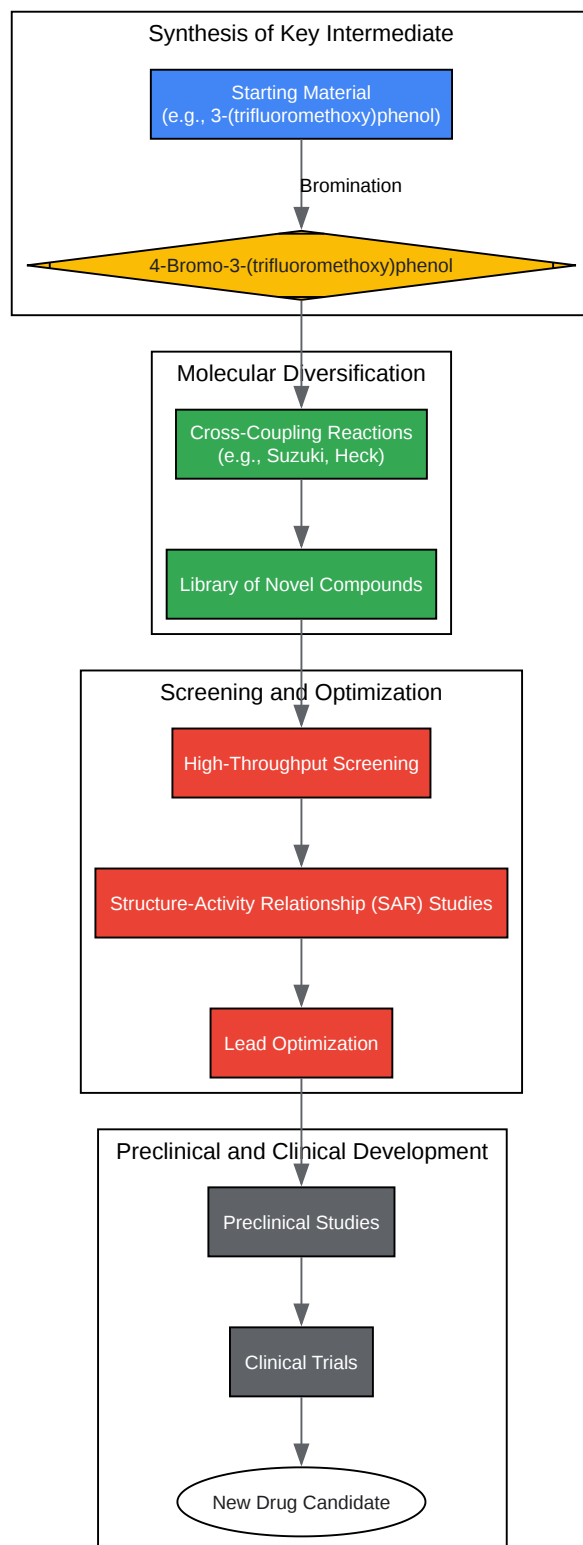 Synthesis of Key Intermediate
Starting Material
(e.g., 3-(trifluoromethoxy)phenol)
Bromination
4-Bromo-3-(trifluoromethoxy)phenol
Molecular Diversification
Cross-Coupling Reactions
(e.g., Suzuki, Heck)
Library of Novel Compounds
Screening and Optimization
High-Throughput Screening
Structure-Activity Relationship (SAR) Studies
Lead Optimization
Preclinical and Clinical Development
Preclinical Studies
Clinical Trials
New Drug Candidate